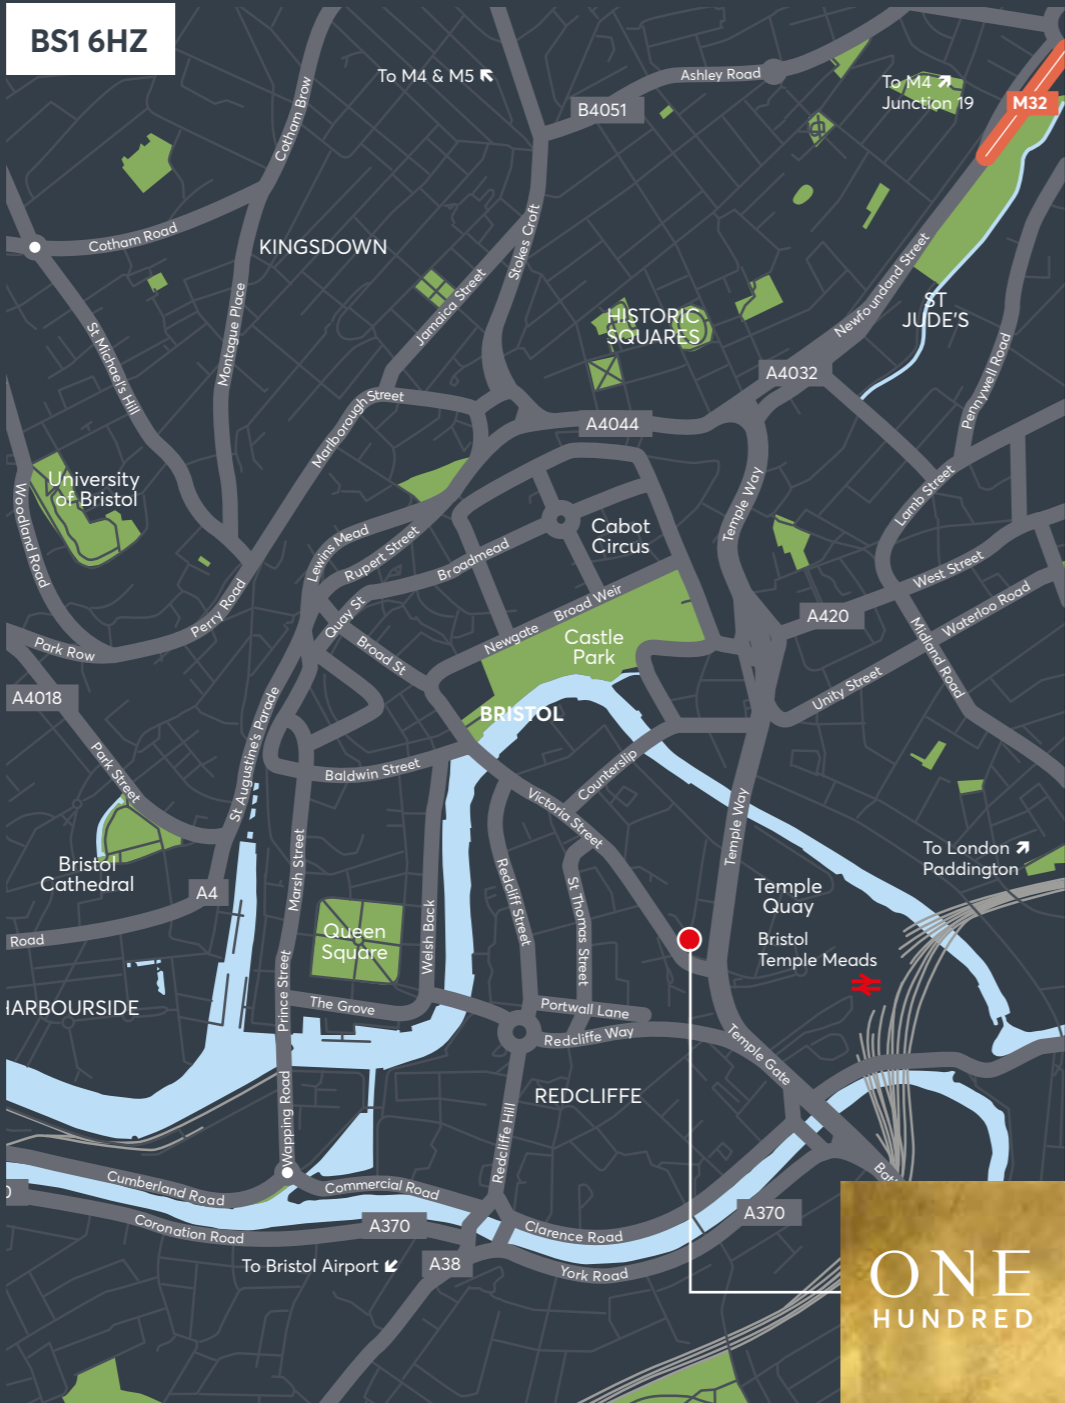 BS1 6HZ
To M4 & M5
Ashley Road
To M4
Junction 19
M32
B4051
Cotham Brow
Cotham Road
KINGSDOWN
Stokes Croft
Jamaica Street
Montague Place
St Michael's Hill
HISTORIC
SQUARES
Newfoundland Street
ST
JUDE'S
Pennywell Road
A4032
Marlborough Street
A4044
University
of Bristol
Woodland Road
Lewins Mead
Rupert Street
Broadmead
Cabot
Circus
Temple Way
Lamb Street
West Street
Waterloo Road
A420
Midland Road
Unity Street
Perry Road
Park Row
Quay St
Broad St
Newgate
Broad Weir
Castle
Park
A4018
BRISTOL
Park Street
St Augustine's Parade
Baldwin Street
Counterslip
Victoria Street
Temple Way
To London
Paddington
Bristol
Cathedral
A4
Marsh Street
Redcliff Street
St Thomas Street
Temple
Quay
Queen
Square
Welsh Back
Bristol
Temple Meads
Road
HARBOURSIDE
Prince Street
The Grove
Portwall Lane
Redcliffe Way
Temple Gate
REDCLIFFE
Wapping Road
Redcliffe Hill
Cumberland Road
Commercial Road
Coronation Road
A370
Clarence Road
A370
York Road
To Bristol Airport
A38
ONE
HUNDRED